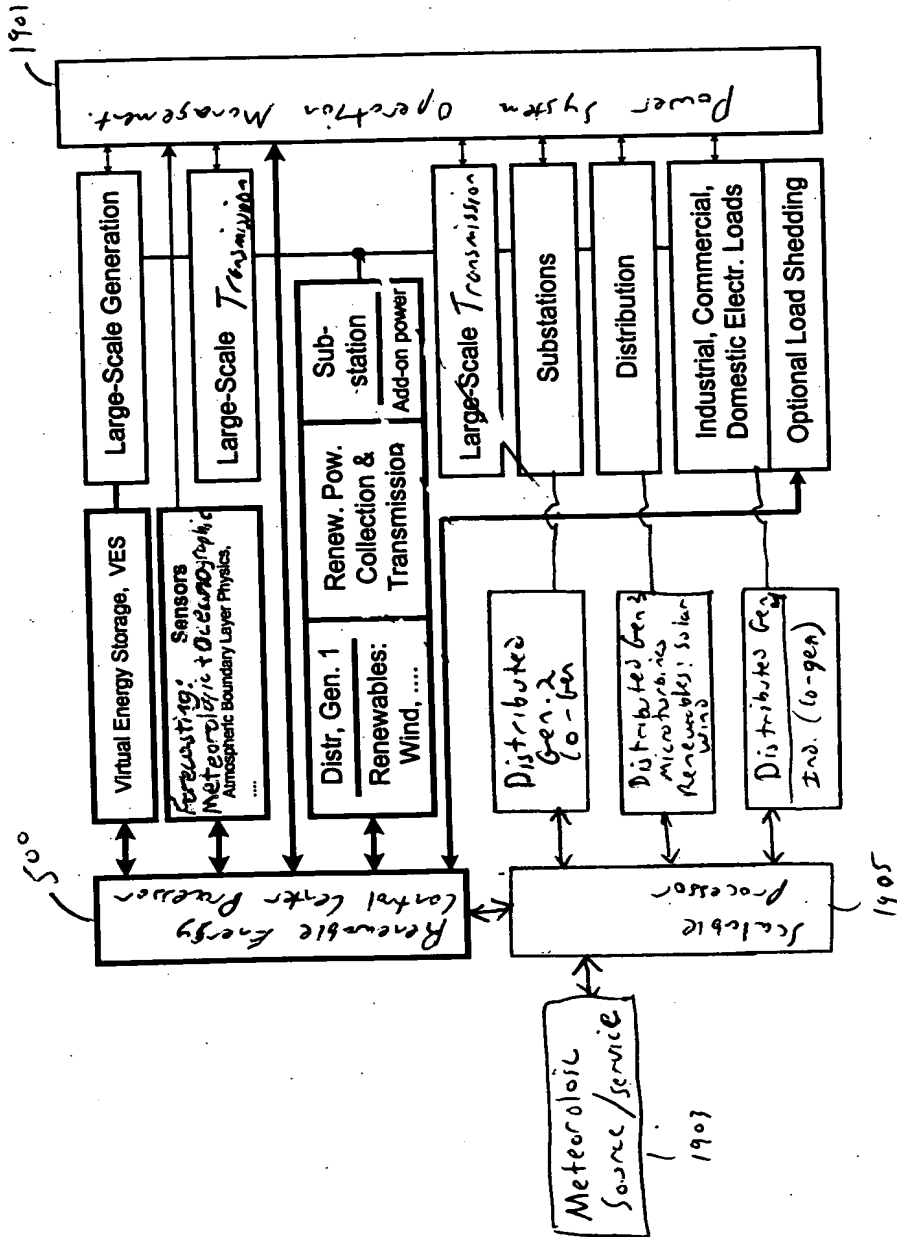 1901
Power System Operation Management.
Large-Scale Generation
Large-Scale Transmission
Sub-
station
Add-on power
Large-Scale Transmission
Substations
Distribution
Industrial, Commercial,
Domestic Electr. Loads
Optional Load Shedding
Virtual Energy Storage, VES
Sensors
Forecasting:
Meteorologic + Oceanographic
Atmospheric Boundary Layer Physics,
....
Renew. Pow.
Collection &
Transmission
Distr, Gen. 1
Renewables:
Wind, ....
500
Renewable Energy
Control Center Processor
Distributed
Gen. 2
Co-Gen
Distributed Gen 3
Microturbines
Renewables: Solar
Wind
Distributed Gen
Ind. (Co-gen)
Scalable
Processor
1905
Meteoroloic
Source/service
1903